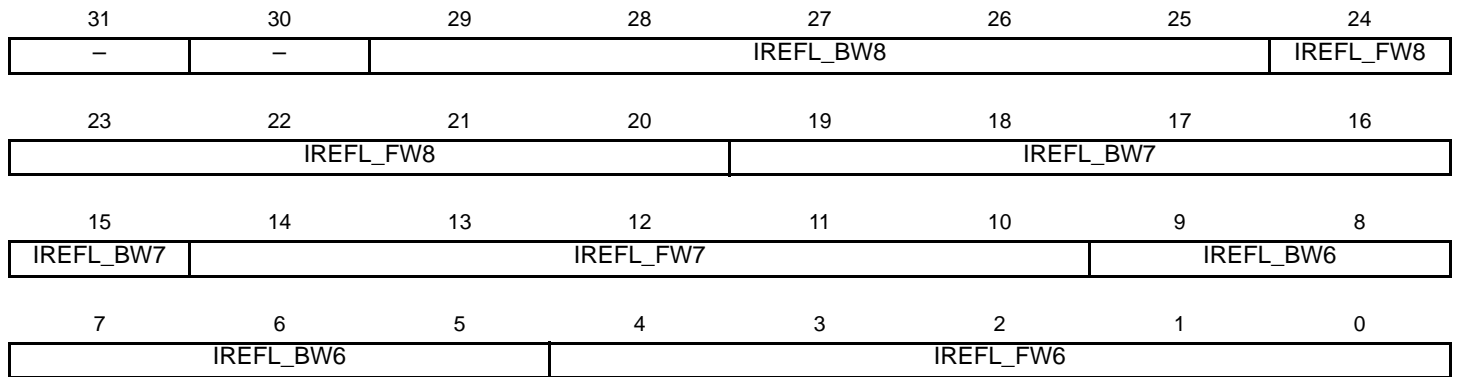 31 30 29 28 27 26 25 24
– – IREFL_BW8 IREFL_FW8
23 22 21 20 19 18 17 16
IREFL_FW8 IREFL_BW7
15 14 13 12 11 10 9 8
IREFL_BW7 IREFL_FW7 IREFL_BW6
7 6 5 4 3 2 1 0
IREFL_BW6 IREFL_FW6